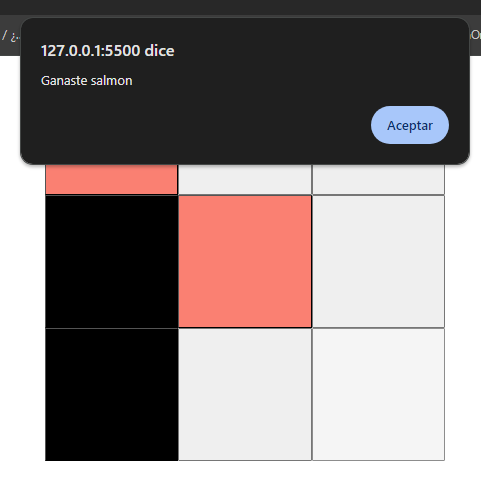 / ¿..
127.0.0.1:5500 dice
Ganaste salmon
Aceptar